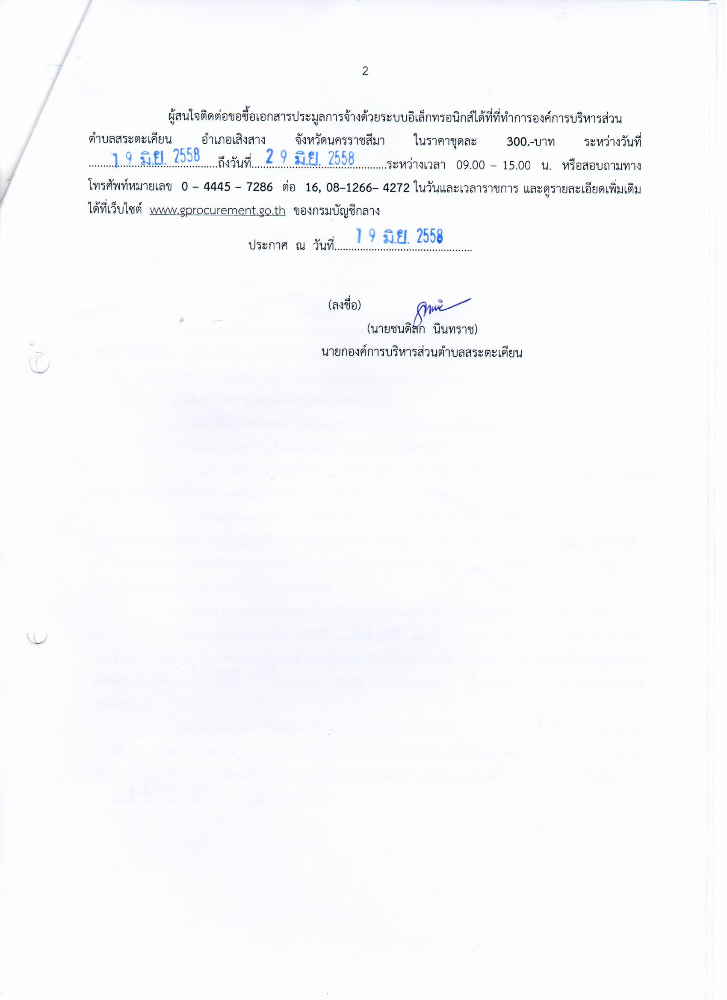 2
ผู้สนใจติดต่อขอซื้อเอกสารประมูลการจ้างด้วยระบบอิเล็กทรอนิกส์ได้ที่ที่ทำการองค์การบริหารส่วน
ตำบลสระตะเคียน อำเภอเสิงสาง จังหวัดนครราชสีมา ในราคาชุดละ 300.-บาท ระหว่างวันที่
19 มิ.ย. 2558 ถึงวันที่ 29 มิ.ย. 2558 ระหว่างเวลา 09.00 – 15.00 น. หรือสอบถามทาง
โทรศัพท์หมายเลข 0 – 4445 – 7286 ต่อ 16, 08–1266– 4272 ในวันและเวลาราชการ และดูรายละเอียดเพิ่มเติม
ได้ที่เว็บไซต์ www.gprocurement.go.th ของกรมบัญชีกลาง
ประกาศ ณ วันที่ 19 มิ.ย. 2558
(ลงชื่อ)
(นายชนดิสก นินทราช)
นายกองค์การบริหารส่วนตำบลสระตะเคียน